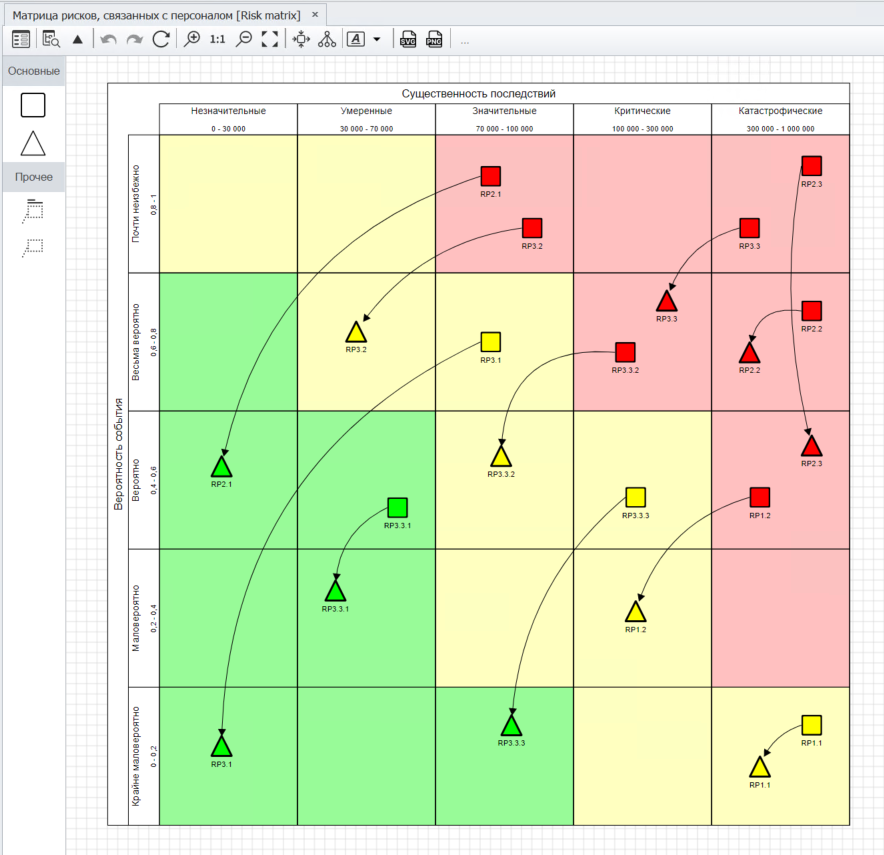 Матрица рисков, связанных с персоналом [Risk matrix] ×
1:1
A
SVG
PNG
...
Основные
Прочее
Существенность последствий
Незначительные
0 - 30 000
Умеренные
30 000 - 70 000
Значительные
70 000 - 100 000
Критические
100 000 - 300 000
Катастрофические
300 000 - 1 000 000
Вероятность события
Почти неизбежно
0,8 - 1
RP2.1
RP3.2
RP3.3
RP2.3
Весьма вероятно
0,6 - 0,8
RP3.2
RP3.1
RP3.3
RP3.3.2
RP2.2
RP2.2
Вероятно
0,4 - 0,6
RP2.1
RP3.3.1
RP3.3.2
RP3.3.3
RP2.3
RP1.2
Маловероятно
0,2 - 0,4
RP3.3.1
RP1.2
Крайне маловероятно
0 - 0,2
RP3.1
RP3.3.3
RP1.1
RP1.1